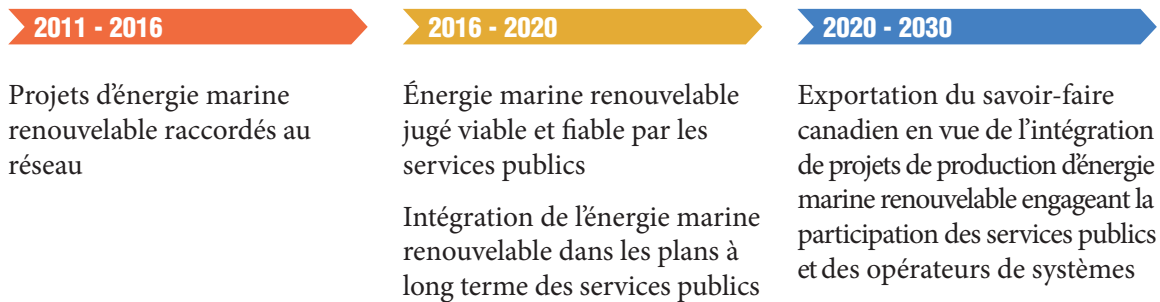 2011 - 2016
Projets d'énergie marine
renouvelable raccordés au
réseau
2016 - 2020
Énergie marine renouvelable
jugé viable et fiable par les
services publics
Intégration de l'énergie marine
renouvelable dans les plans à
long terme des services publics
2020 - 2030
Exportation du savoir-faire
canadien en vue de l'intégration
de projets de production d'énergie
marine renouvelable engageant la
participation des services publics
et des opérateurs de systèmes